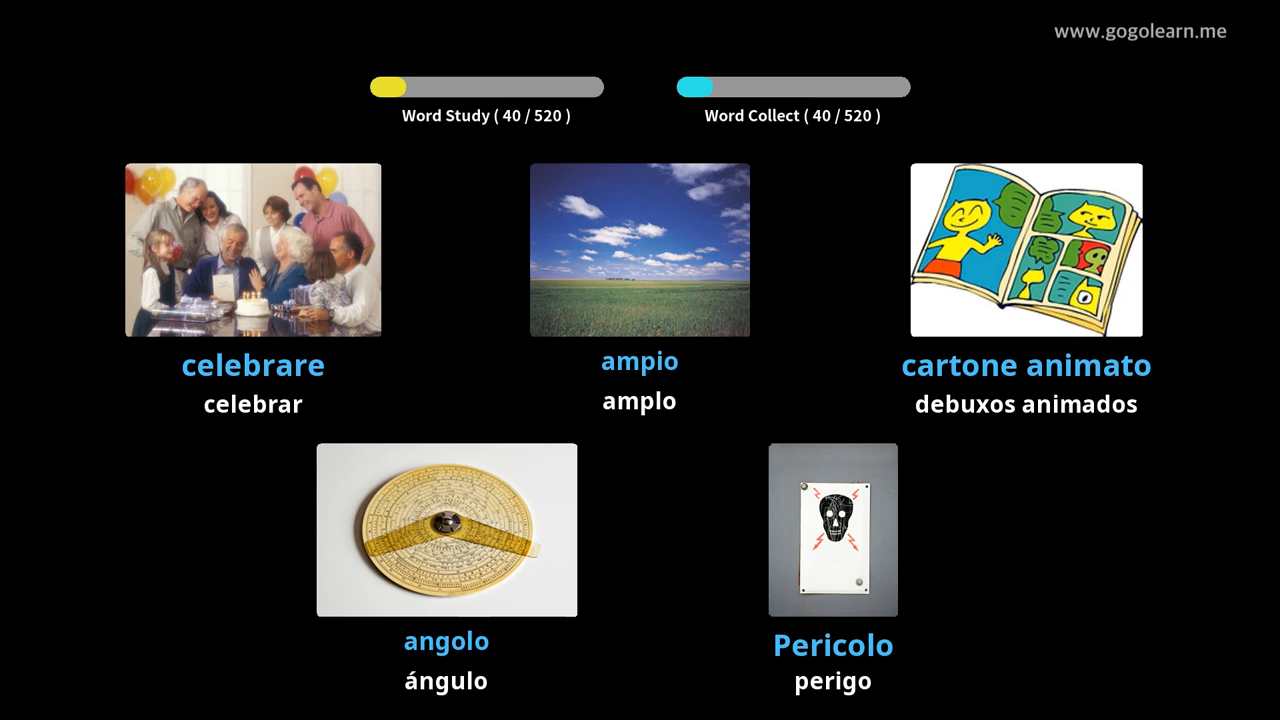 www.gogolearn.me
Word Study ( 40 / 520 )
Word Collect ( 40 / 520 )
celebrare
celebrar
ampio
amplo
cartone animato
debuxos animados
angolo
ángulo
Pericolo
perigo